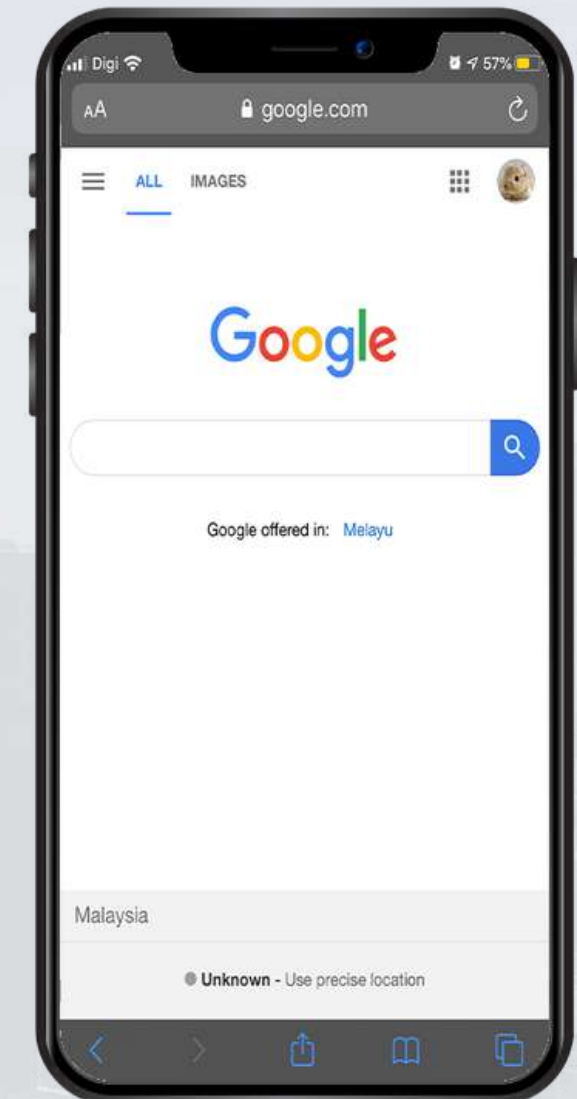 Digi 57%
AA google.com
ALL IMAGES
Google
Google offered in: Melayu
Malaysia
Unknown - Use precise location